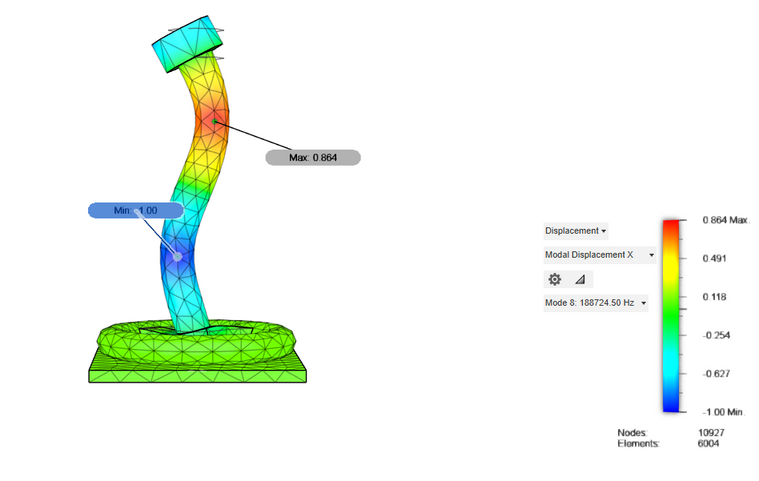 Max: 0.864
Min: -1.00
Displacement
Modal Displacement X
Mode 8: 188724.50 Hz
0.864 Max.
0.491
0.118
-0.254
-0.627
-1.00 Min.
Nodes: 10927
Elements: 6004